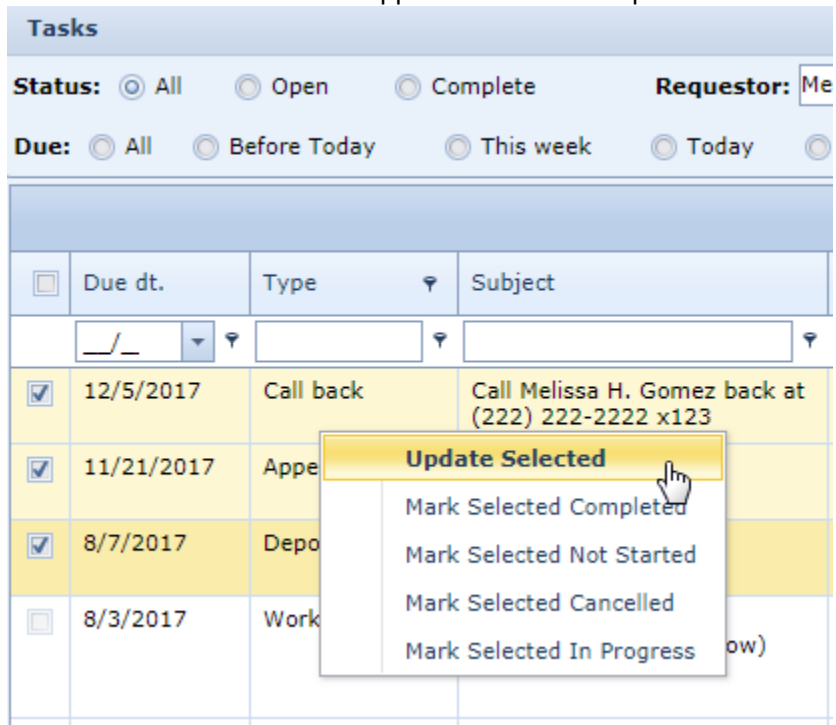 Tasks
Status: All Open Complete Requestor: Me
Due: All Before Today This week Today
Due dt. Type Subject
__/_
12/5/2017 Call back Call Melissa H. Gomez back at
(222) 222-2222 x123
Update Selected
11/21/2017 Appe
Mark Selected Completed
8/7/2017 Depo Mark Selected Not Started
Mark Selected Cancelled
8/3/2017 Work
Mark Selected In Progress ow)